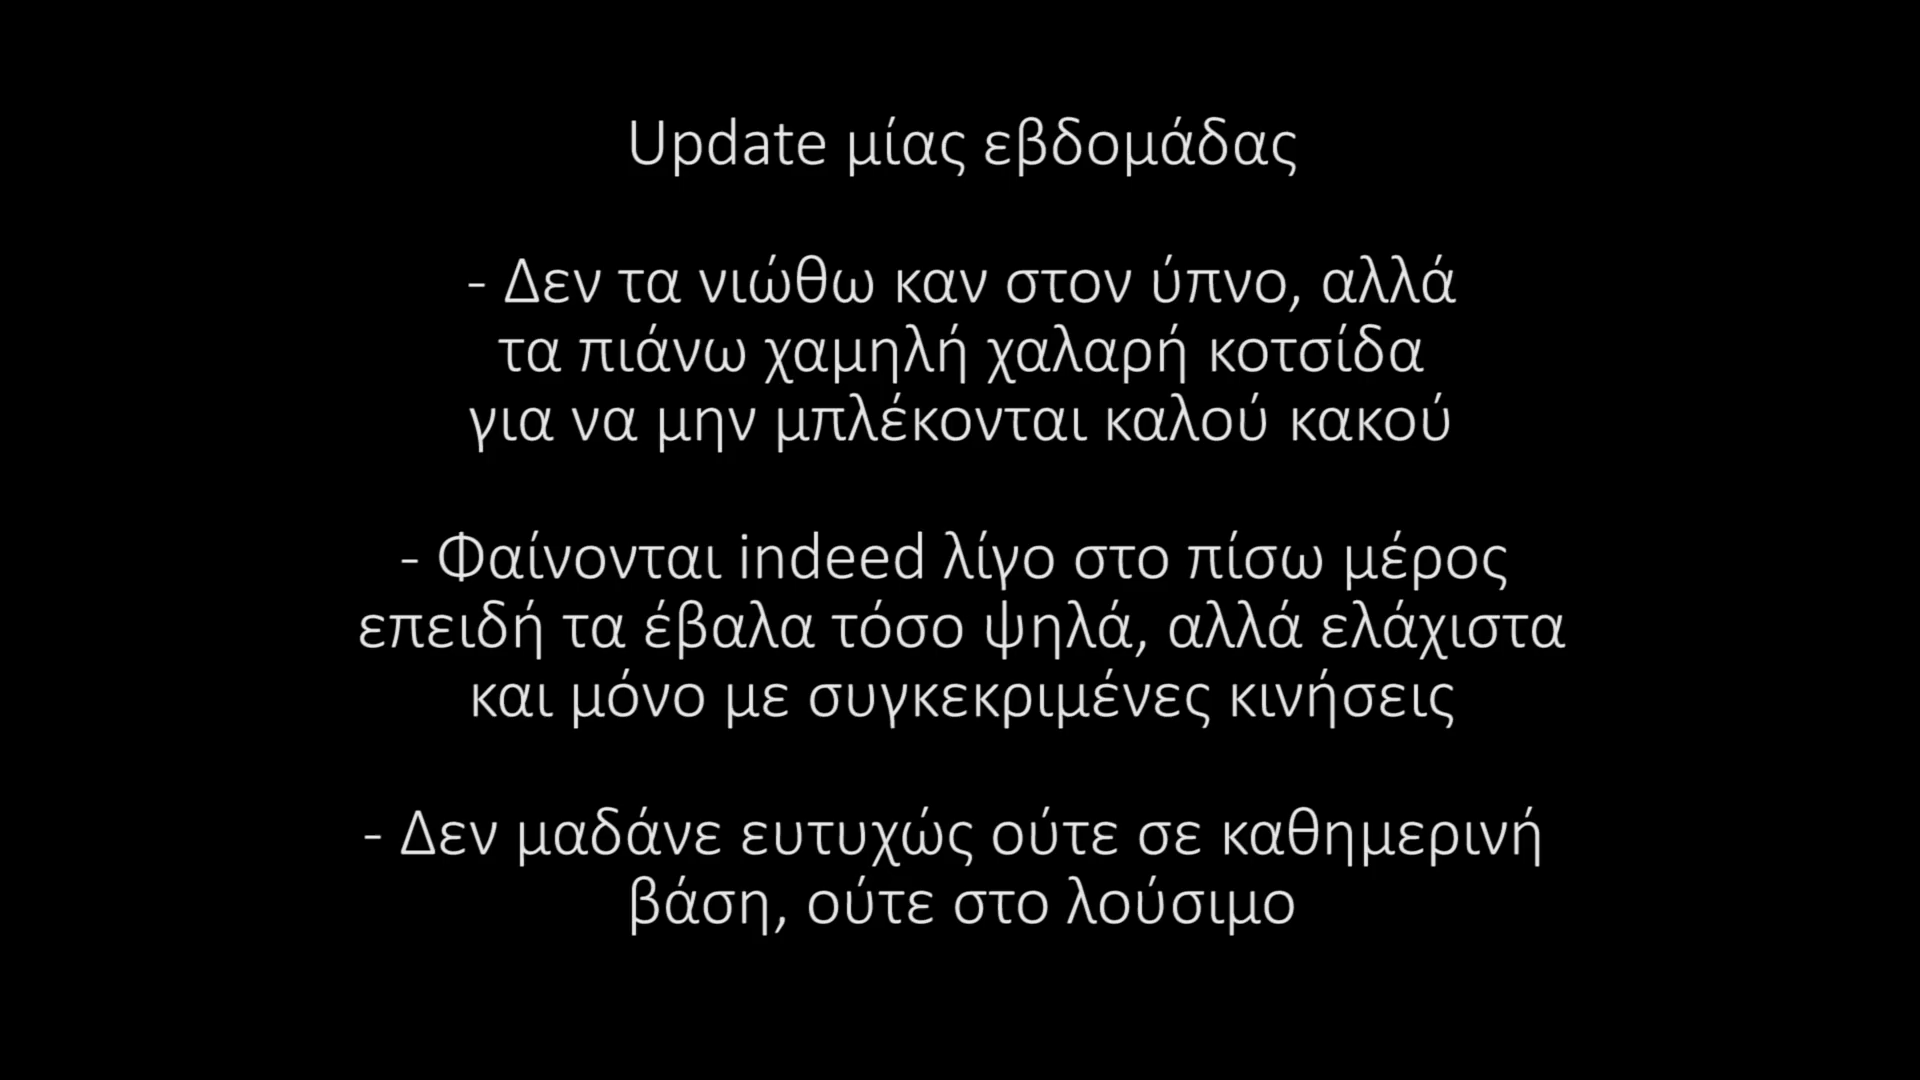 Update μίας εβδομάδας
- Δεν τα νιώθω καν στον ύπνο, αλλά
τα πιάνω χαμηλή χαλαρή κοτσίδα
για να μην μπλέκονται καλού κακού
- Φαίνονται indeed λίγο στο πίσω μέρος
επειδή τα έβαλα τόσο ψηλά, αλλά ελάχιστα
και μόνο με συγκεκριμένες κινήσεις
- Δεν μαδάνε ευτυχώς ούτε σε καθημερινή
βάση, ούτε στο λούσιμο